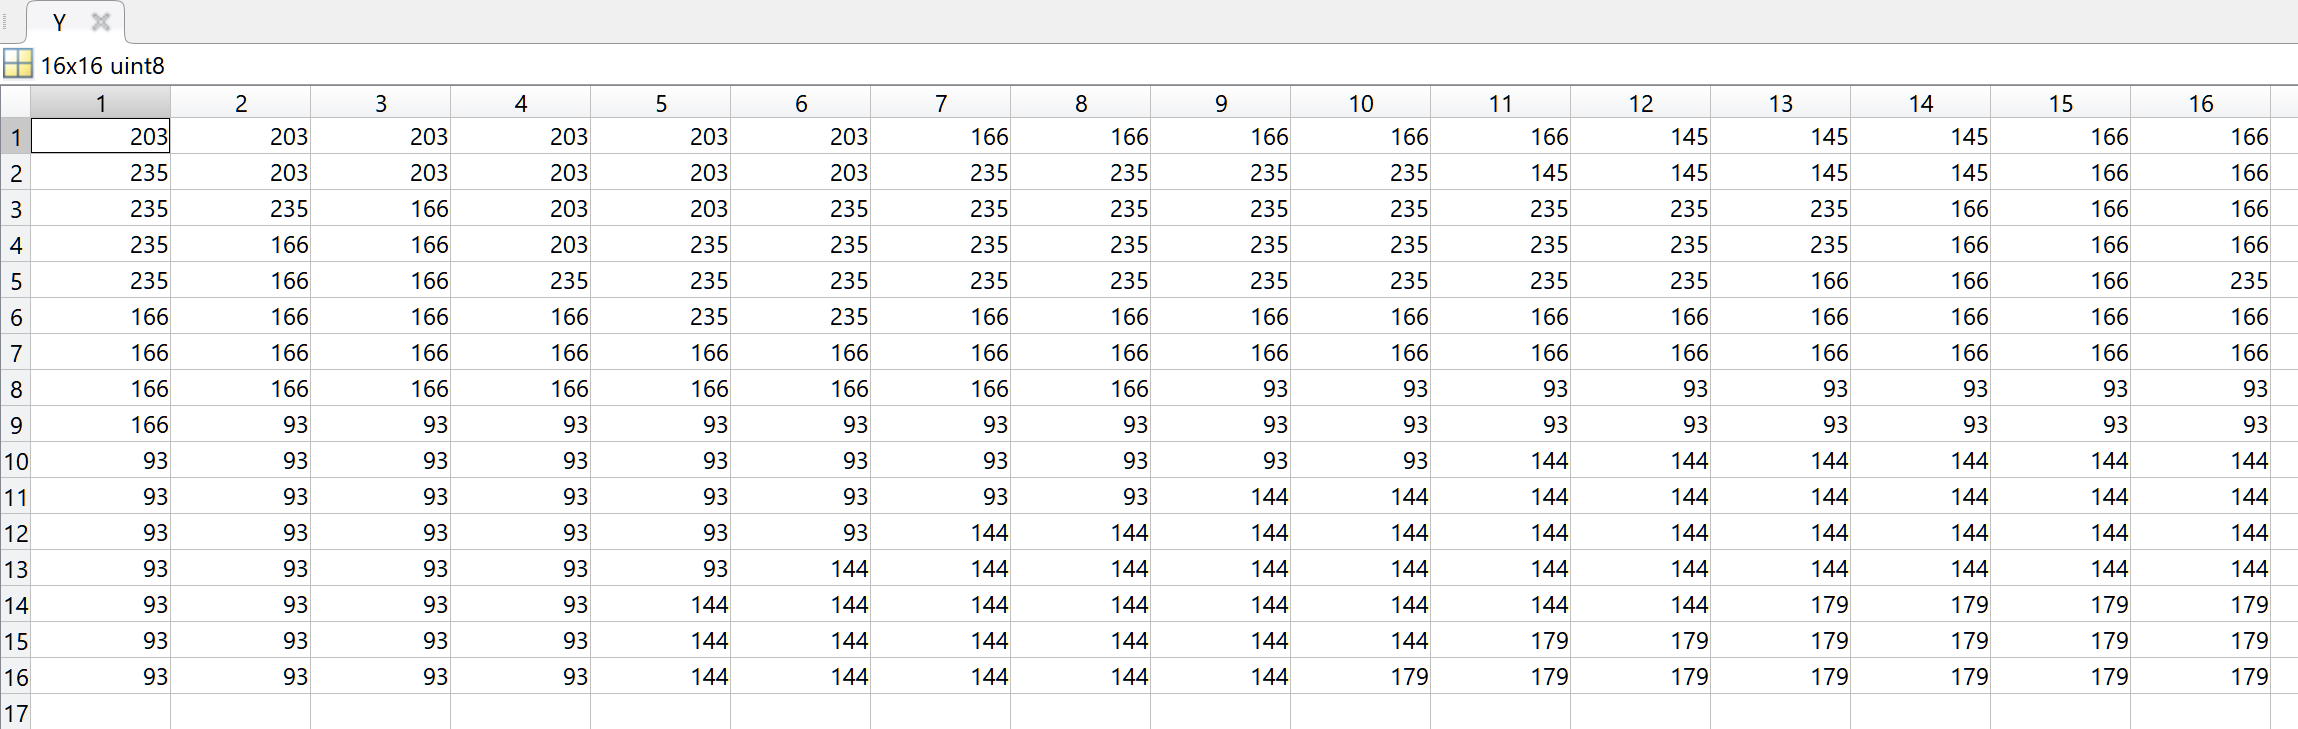 Y
16x16 uint8
1 2 3 4 5 6 7 8 9 10 11 12 13 14 15 16
1 203 203 203 203 203 203 166 166 166 166 166 145 145 145 166 166
2 235 203 203 203 203 203 235 235 235 235 145 145 145 145 166 166
3 235 235 166 203 203 235 235 235 235 235 235 235 235 166 166 166
4 235 166 166 203 235 235 235 235 235 235 235 235 235 166 166 166
5 235 166 166 235 235 235 235 235 235 235 235 235 166 166 166 235
6 166 166 166 166 235 235 166 166 166 166 166 166 166 166 166 166
7 166 166 166 166 166 166 166 166 166 166 166 166 166 166 166 166
8 166 166 166 166 166 166 166 166 93 93 93 93 93 93 93 93
9 166 93 93 93 93 93 93 93 93 93 93 93 93 93 93 93
10 93 93 93 93 93 93 93 93 93 93 144 144 144 144 144 144
11 93 93 93 93 93 93 93 93 144 144 144 144 144 144 144 144
12 93 93 93 93 93 93 144 144 144 144 144 144 144 144 144 144
13 93 93 93 93 93 144 144 144 144 144 144 144 144 144 144 144
14 93 93 93 93 144 144 144 144 144 144 144 144 179 179 179 179
15 93 93 93 93 144 144 144 144 144 144 179 179 179 179 179 179
16 93 93 93 93 144 144 144 144 144 179 179 179 179 179 179 179
17